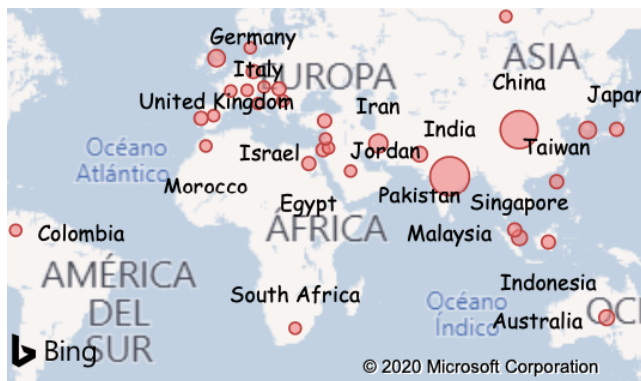 Germany
ASIA
Italy
EUROPA
China
United Kingdom
Iran
Japan
India
Taiwan
Océano
Atlántico
Israel
Jordan
Morocco
Egypt
Pakistan
Singapore
ÁFRICA
Colombia
Malaysia
AMÉRICA
DEL
SUR
South Africa
Océano
Índico
Indonesia
OC
Australia
Bing
© 2020 Microsoft Corporation